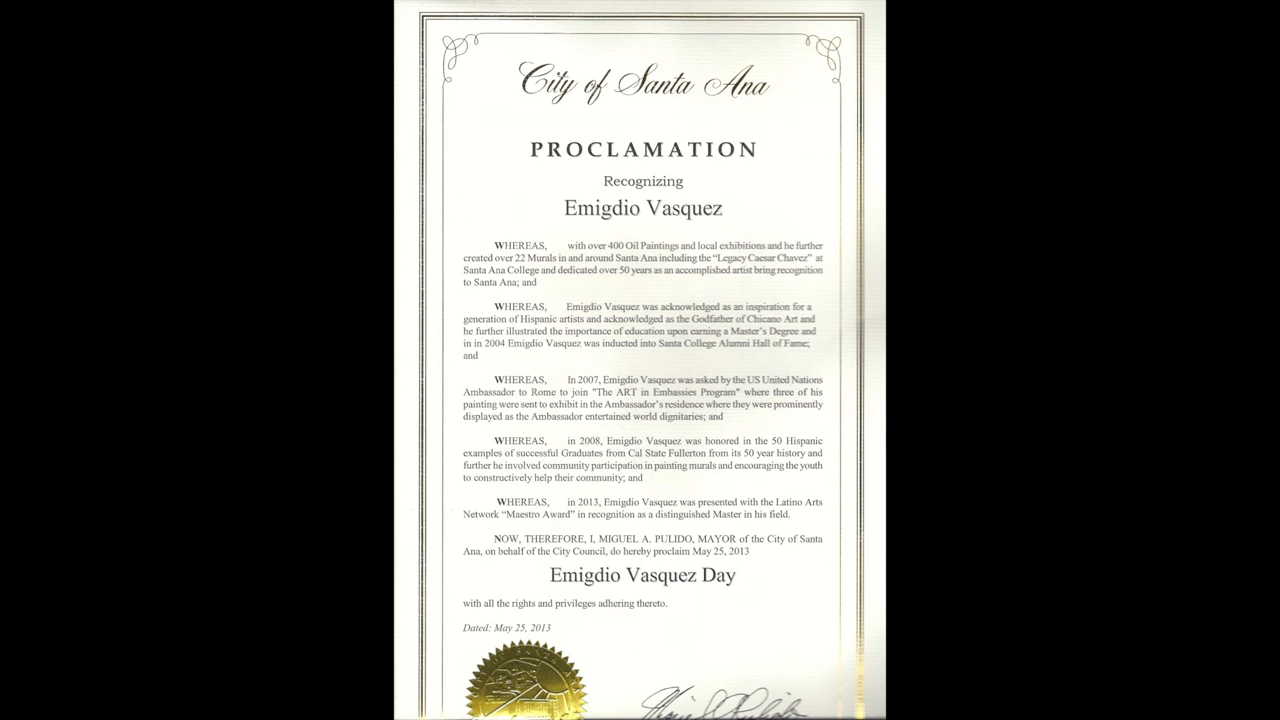 City of Santa Ana
PROCLAMATION
Recognizing
Emigdio Vasquez
WHEREAS, with over 400 Oil Paintings and local exhibitions and he further
created over 22 Murals in and around Santa Ana including the “Legacy Caesar Chavez” at
Santa Ana College and dedicated over 50 years as an accomplished artist bring recognition
to Santa Ana; and
WHEREAS, Emigdio Vasquez was acknowledged as an inspiration for a
generation of Hispanic artists and acknowledged as the Godfather of Chicano Art and
he further illustrated the importance of education upon earning a Master’s Degree and
in in 2004 Emigdio Vasquez was inducted into Santa College Alumni Hall of Fame;
and
WHEREAS, In 2007, Emigdio Vasquez was asked by the US United Nations
Ambassador to Rome to join "The ART in Embassies Program" where three of his
painting were sent to exhibit in the Ambassador’s residence where they were prominently
displayed as the Ambassador entertained world dignitaries; and
WHEREAS, in 2008, Emigdio Vasquez was honored in the 50 Hispanic
examples of successful Graduates from Cal State Fullerton from its 50 year history and
further he involved community participation in painting murals and encouraging the youth
to constructively help their community; and
WHEREAS, in 2013, Emigdio Vasquez was presented with the Latino Arts
Network “Maestro Award” in recognition as a distinguished Master in his field.
NOW, THEREFORE, I, MIGUEL A. PULIDO, MAYOR of the City of Santa
Ana, on behalf of the City Council, do hereby proclaim May 25, 2013
Emigdio Vasquez Day
with all the rights and privileges adhering thereto.
Dated: May 25, 2013